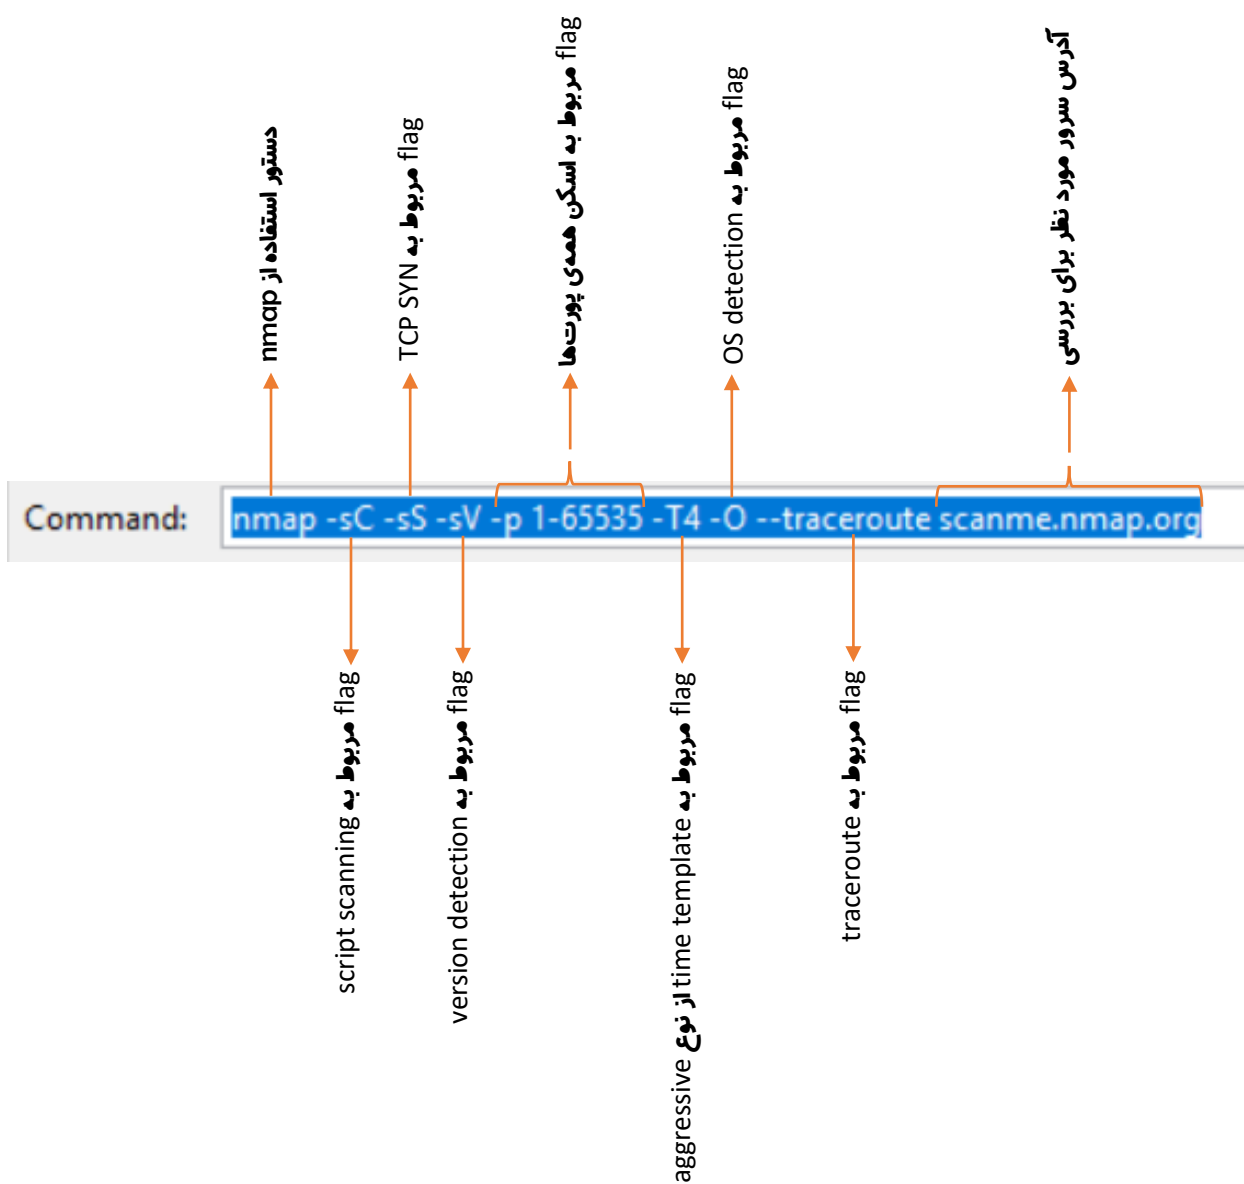 دستور استفاده از nmap
flag مربوط به TCP SYN
flag مربوط به اسکن همه‌ی پورت‌ها
flag مربوط به OS detection
آدرس سرور مورد نظر برای بررسی
Command: nmap -sC -sS -sV -p 1-65535 -T4 -O --traceroute scanme.nmap.org
flag مربوط به script scanning
flag مربوط به version detection
flag مربوط به time template از نوع aggressive
flag مربوط به traceroute